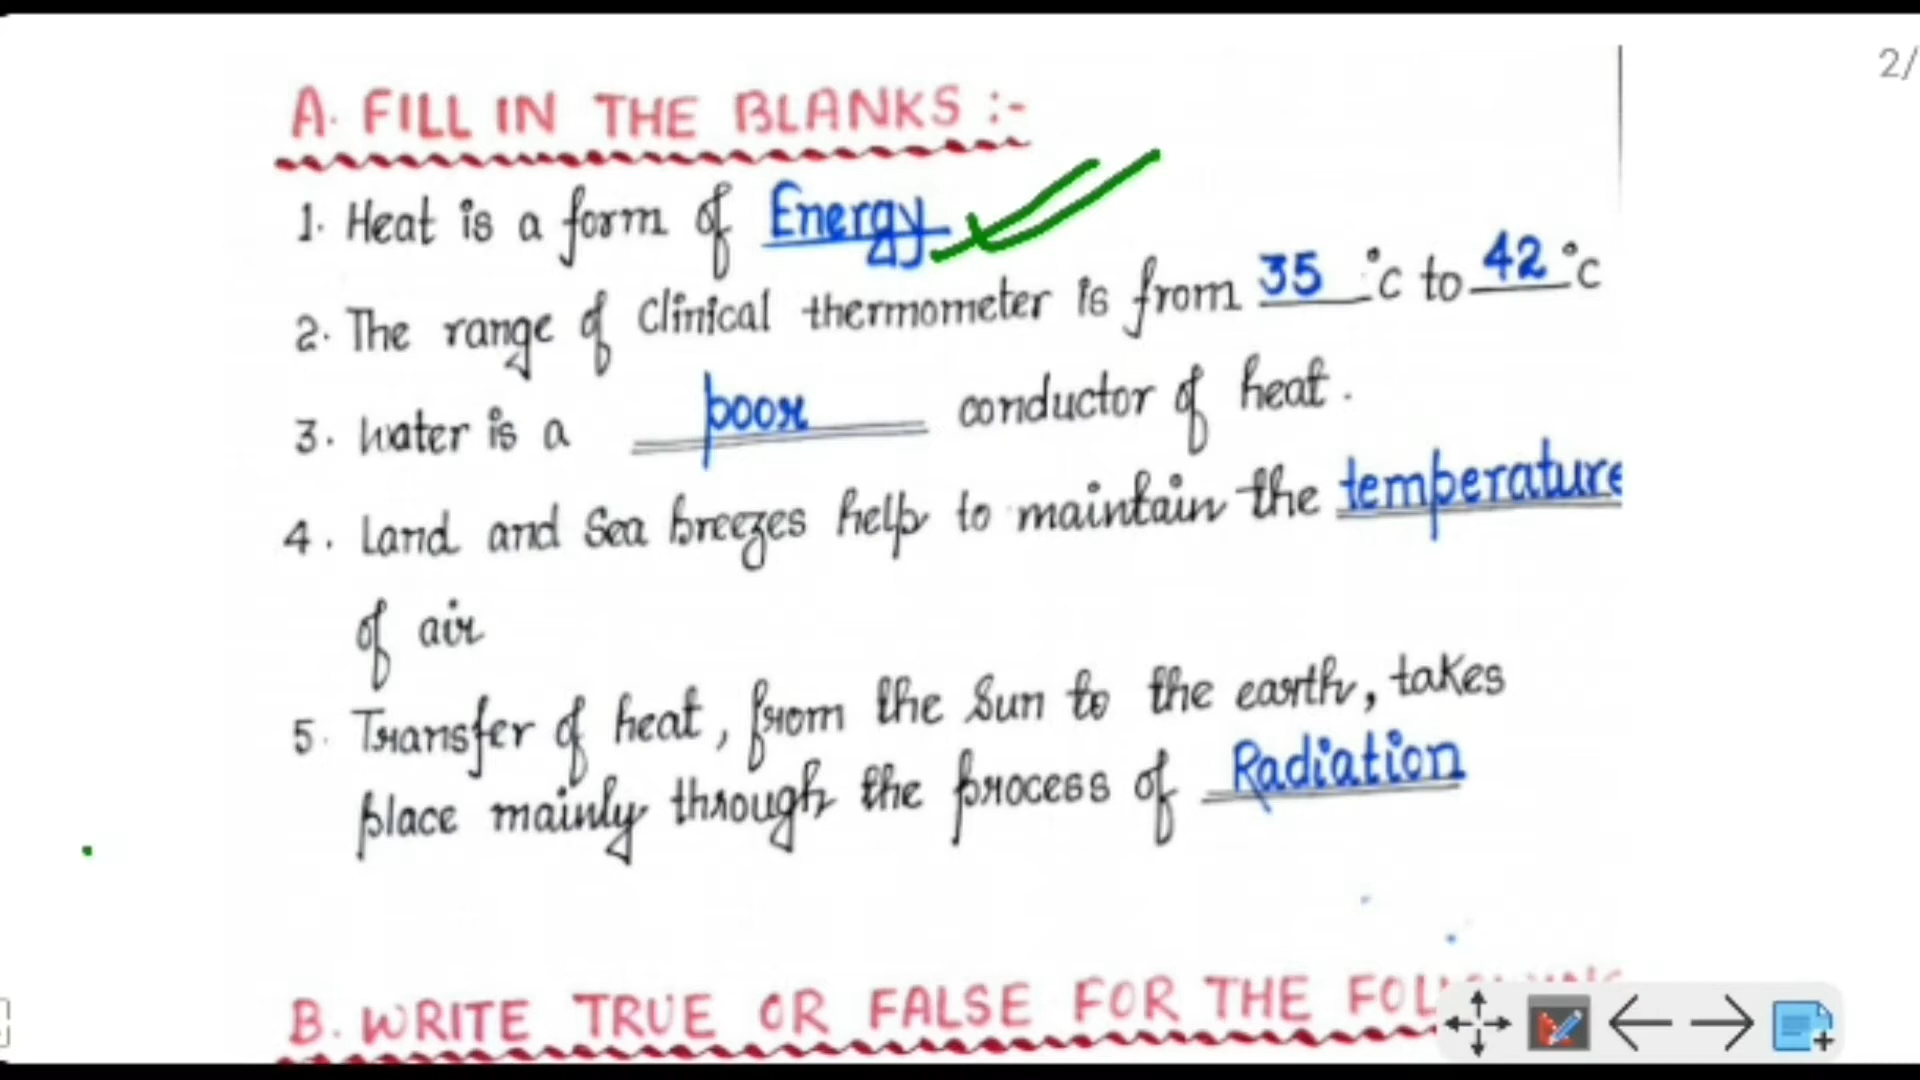 2/
A. FILL IN THE BLANKS :-
1. Heat is a form of Energy
2. The range of Clinical thermometer is from 35 °C to 42 °C
3. Water is a poor conductor of heat.
4. Land and Sea breezes help to maintain the temperature
of air
5. Transfer of heat, from the Sun to the earth, takes
place mainly through the process of Radiation
B. WRITE TRUE OR FALSE FOR THE